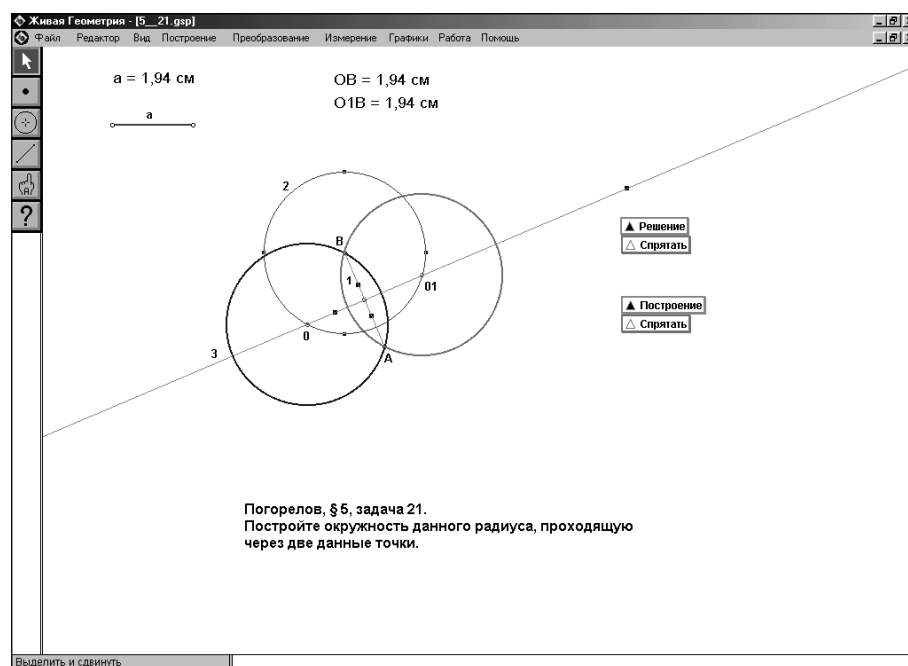 Живая Геометрия - [5__21.gsp]
Файл Редактор Вид Построение Преобразование Измерение Графики Работа Помощь
a = 1,94 см
OB = 1,94 см
O1B = 1,94 см
a
2
B
1
01
0
3
A
A
?
Решение
Спрятать
Построение
Спрятать
Погорелов, § 5, задача 21.
Постройте окружность данного радиуса, проходящую
через две данные точки.
Выделить и сдвинуть